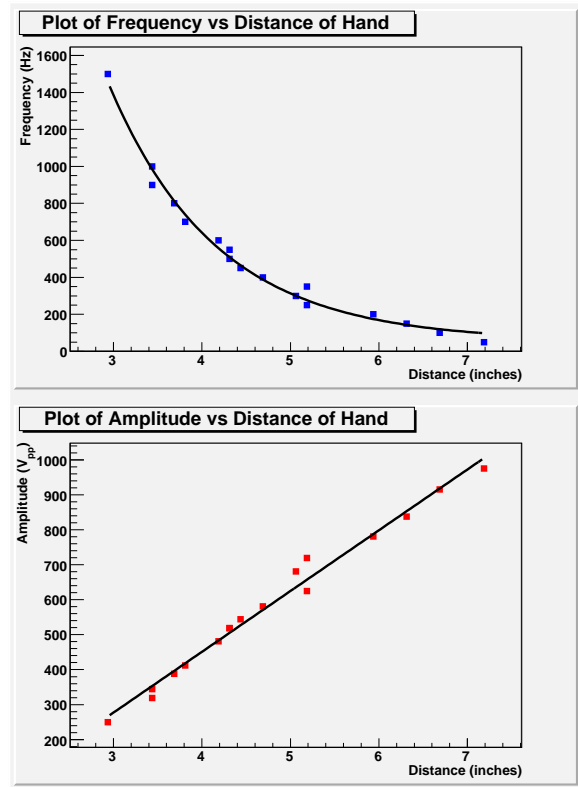 Plot of Frequency vs Distance of Hand
Frequency (Hz)
1600
1400
1200
1000
800
600
400
200
0
3 4 5 6 7
Distance (inches)
Plot of Amplitude vs Distance of Hand
Amplitude (Vpp)
1000
900
800
700
600
500
400
300
200
3 4 5 6 7
Distance (inches)